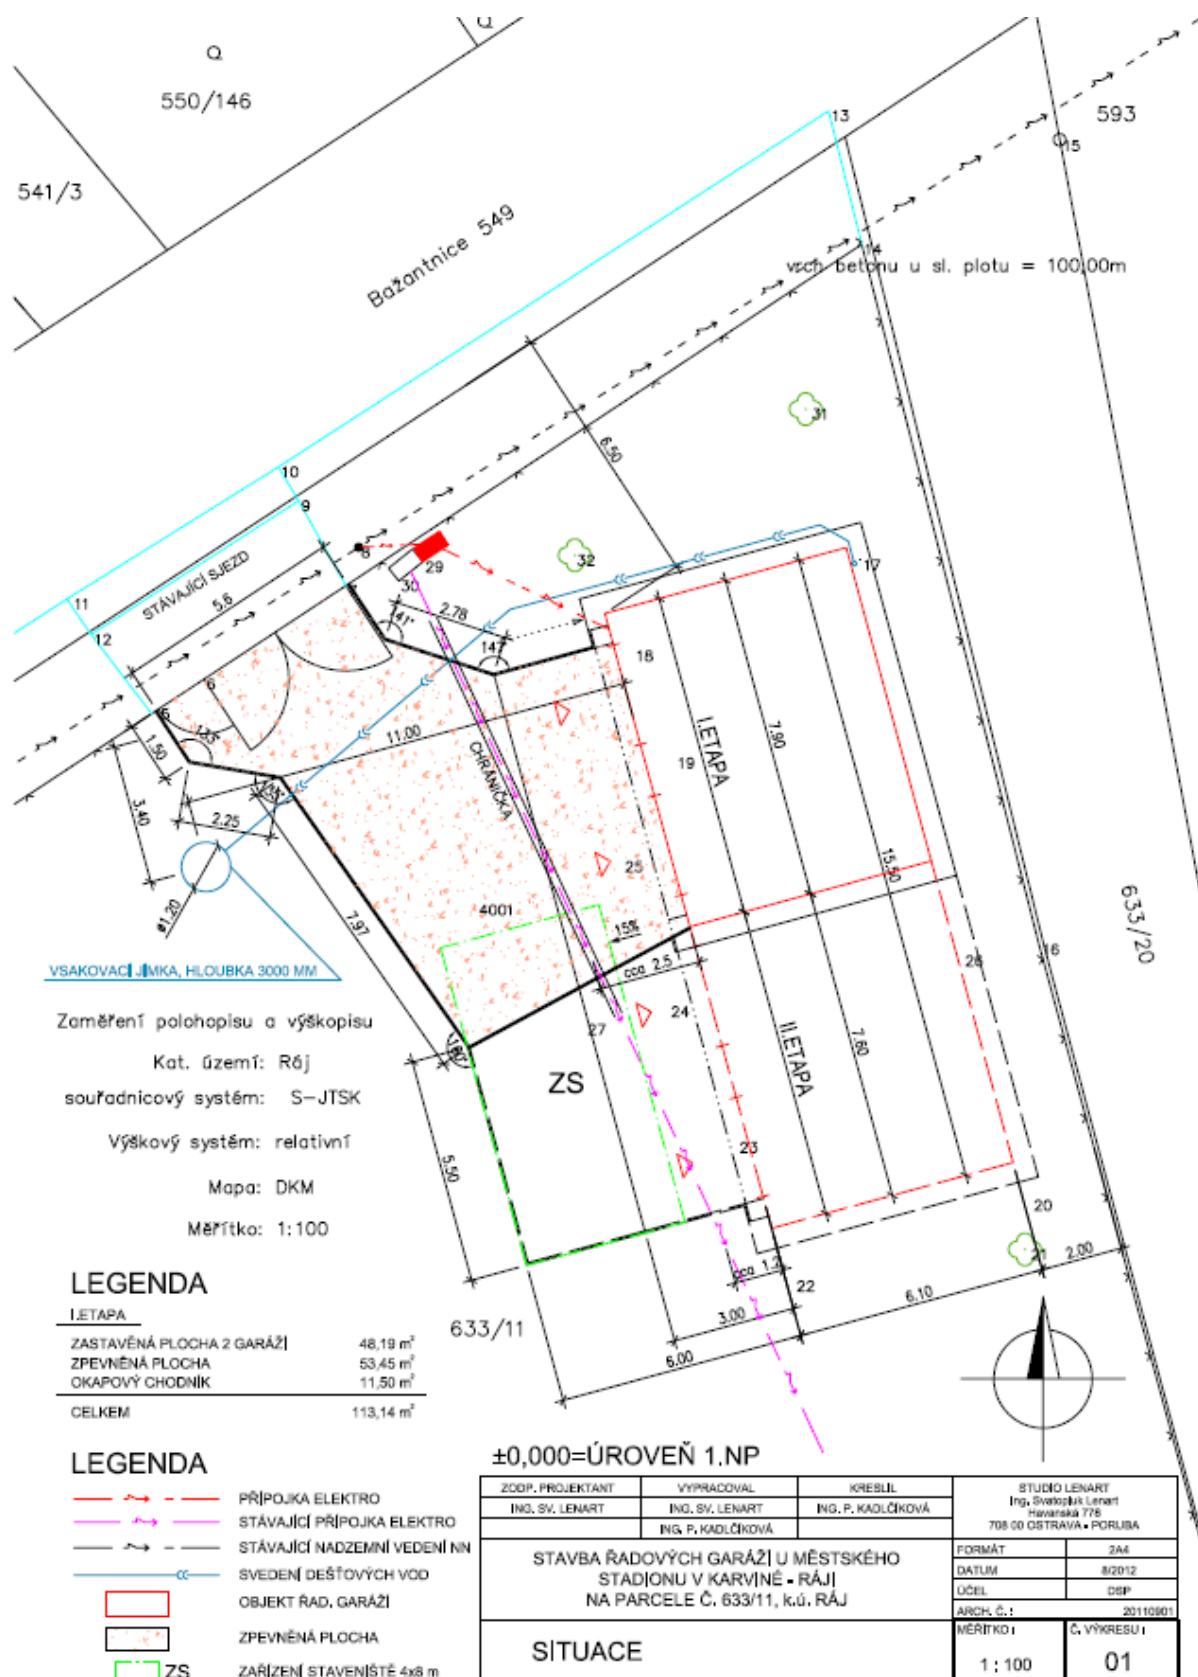 Q
Q
550/146
541/3
593
13
15
14
Bažantnice 549
vrch betonu u sl. plotu = 100,00m
31
6.50
10
9
8
29
30
32
17
11
12
STÁVAJÍCÍ SJEZD
5.6
2.78
141°
147°
18
6
5
1.50
3.40
2.25
11.00
CHRÁNIČKA
19
I.ETAPA
7.90
15.50
25
ø1.20
7.97
4001
15%
cca 2.5
633/20
16
VSAKOVACÍ JÍMKA, HLOUBKA 3000 MM
Zaměření polohopisu a výškopisu
Kat. území: Ráj
souřadnicový systém: S-JTSK
Výškový systém: relativní
Mapa: DKM
Měřítko: 1:100
27
24
ZS
II.ETAPA
7.60
5.50
23
20
21
2.00
cca 1.2
22
6.10
3.00
6.00
633/11
LEGENDA
I.ETAPA
ZASTAVĚNÁ PLOCHA 2 GARÁŽÍ 48,19 m²
ZPEVNĚNÁ PLOCHA 53,45 m²
OKAPOVÝ CHODNÍK 11,50 m²
CELKEM 113,14 m²
±0,000=ÚROVEŇ 1.NP
LEGENDA
PŘÍPOJKA ELEKTRO
STÁVAJÍCÍ PŘÍPOJKA ELEKTRO
STÁVAJÍCÍ NADZEMNÍ VEDENÍ NN
SVEDENÍ DEŠŤOVÝCH VOD
OBJEKT ŘAD. GARÁŽÍ
ZPEVNĚNÁ PLOCHA
ZS ZAŘÍZENÍ STAVENIŠTĚ 4x8 m
ZODP. PROJEKTANT VYPRACOVAL KRESLIL
ING. SV. LENART ING. SV. LENART ING. P. KADLČÍKOVÁ
ING. P. KADLČÍKOVÁ
STUDIO LENART
Ing. Svatopluk Lenart
Havanská 776
708 00 OSTRAVA - PORUBA
STAVBA ŘADOVÝCH GARÁŽÍ U MĚSTSKÉHO
STADIONU V KARVINÉ - RÁJI
NA PARCELE Č. 633/11, k.ú. RÁJ
FORMÁT 2A4
DATUM 8/2012
ÚČEL DSP
ARCH. Č.: 20110901
SITUACE
MĚŘÍTKO: Č. VÝKRESU:
1 : 100 01